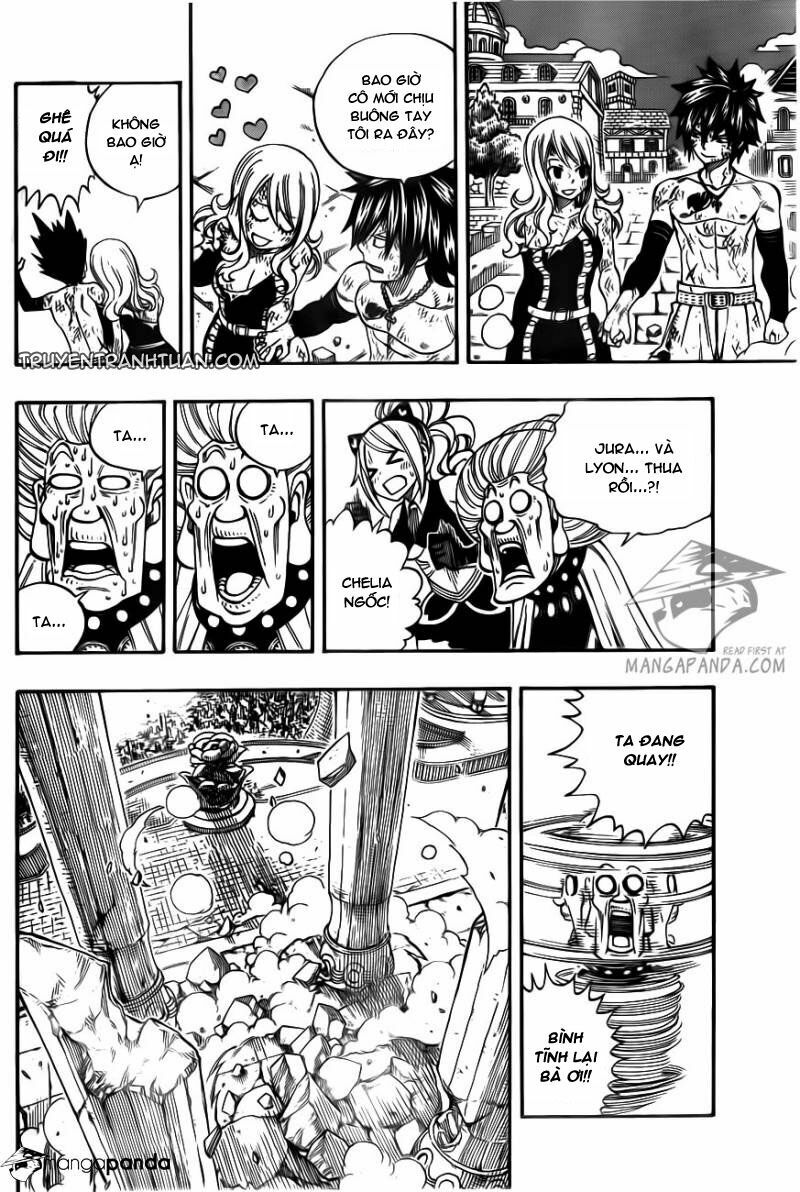 BAO GIỜ
CÔ MỚI CHỊU
BUÔNG TAY
TÔI RA ĐÂY?
KHÔNG
BAO GIỜ
Ạ!
GHÊ
QUÁ
ĐI!!
TRUYENTRANHTUAN.COM
JURA... VÀ
LYON... THUA
RỒI...?!
CHELIA
NGỐC!
TA...
TA...
TA...
READ FIRST AT
MANGAPANDA.COM
TA ĐANG
QUAY!!
BÌNH
TĨNH LẠI
BÀ ƠI!!
mangapanda